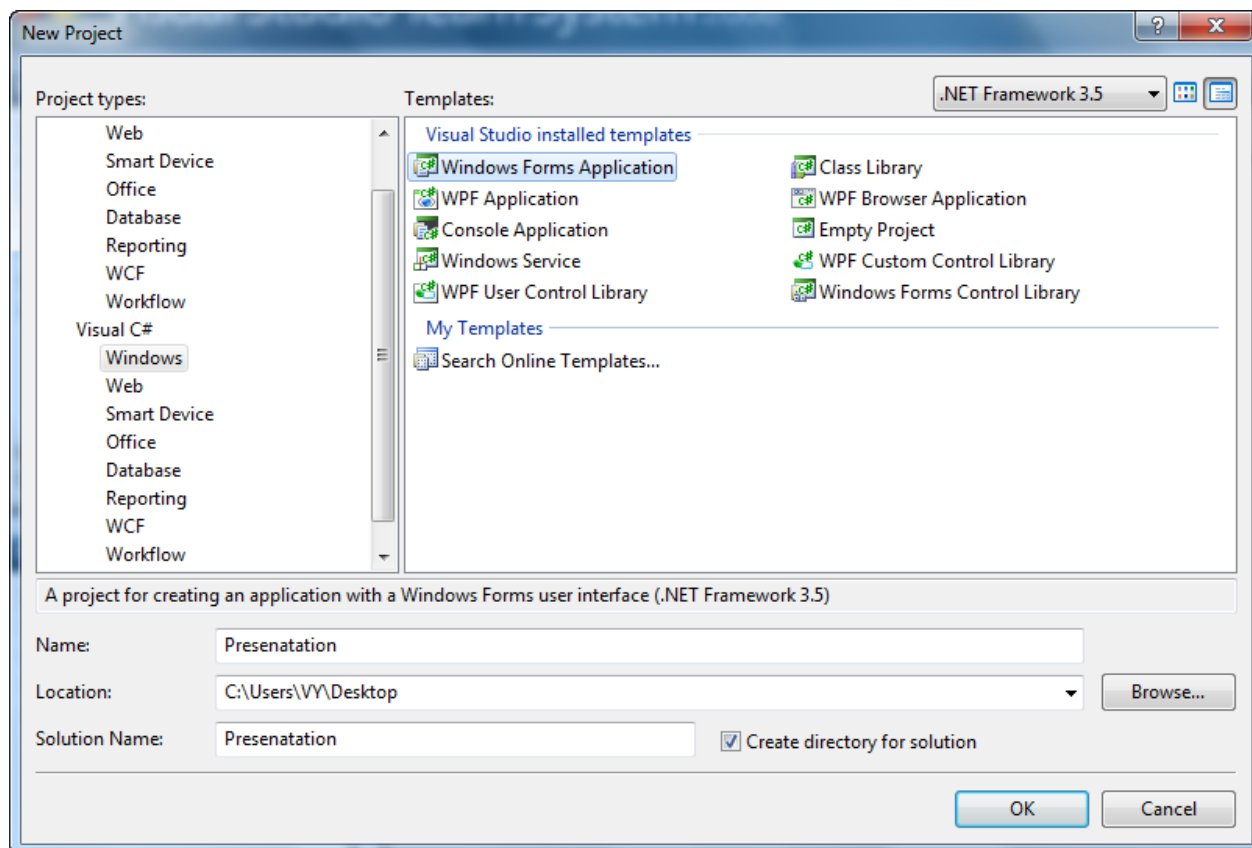 New Project
Project types:
Templates:
.NET Framework 3.5
Web
Smart Device
Office
Database
Reporting
WCF
Workflow
Visual C#
Windows
Web
Smart Device
Office
Database
Reporting
WCF
Workflow
Visual Studio installed templates
Windows Forms Application
Class Library
WPF Application
WPF Browser Application
Console Application
Empty Project
Windows Service
WPF Custom Control Library
WPF User Control Library
Windows Forms Control Library
My Templates
Search Online Templates...
A project for creating an application with a Windows Forms user interface (.NET Framework 3.5)
Name:
Presenatation
Location:
C:\Users\VY\Desktop
Browse...
Solution Name:
Presenatation
Create directory for solution
OK
Cancel